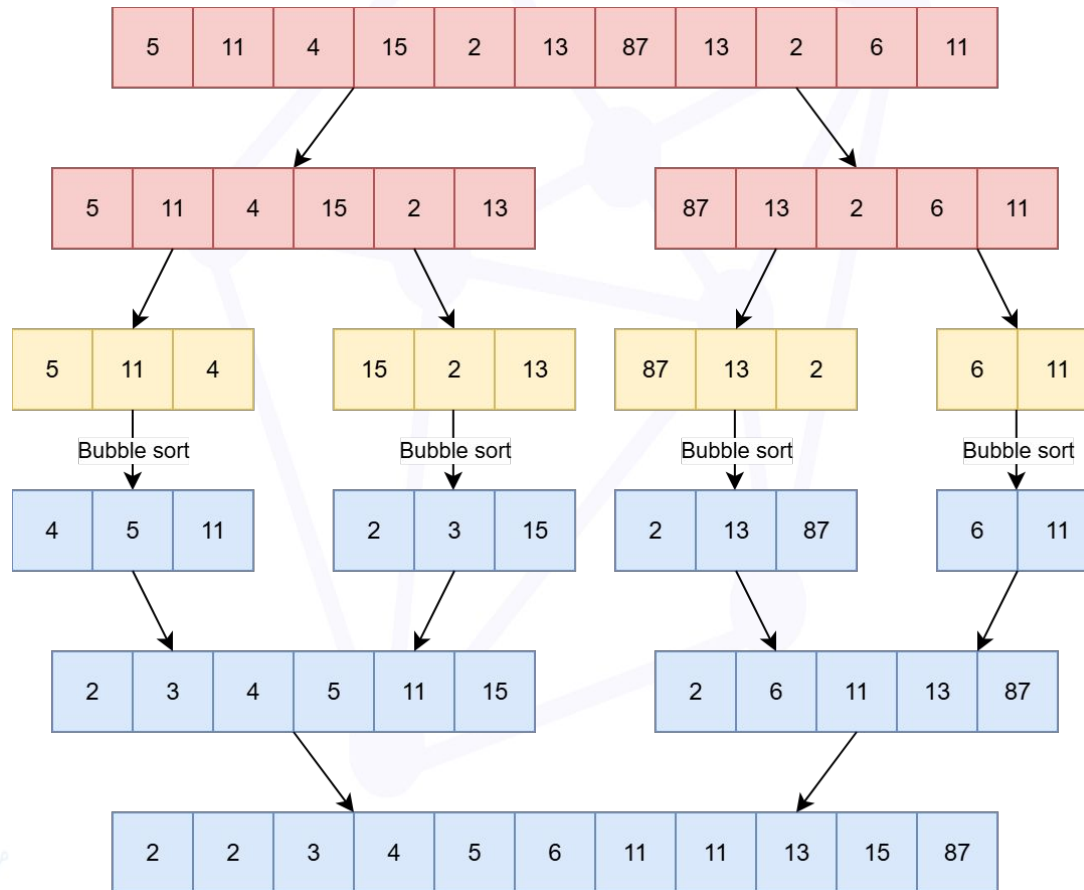 5 11 4 15 2 13 87 13 2 6 11
5 11 4 15 2 13 87 13 2 6 11
5 11 4 15 2 13 87 13 2 6 11
Bubble sort Bubble sort Bubble sort Bubble sort
4 5 11 2 3 15 2 13 87 6 11
2 3 4 5 11 15 2 6 11 13 87
2 2 3 4 5 6 11 11 13 15 87